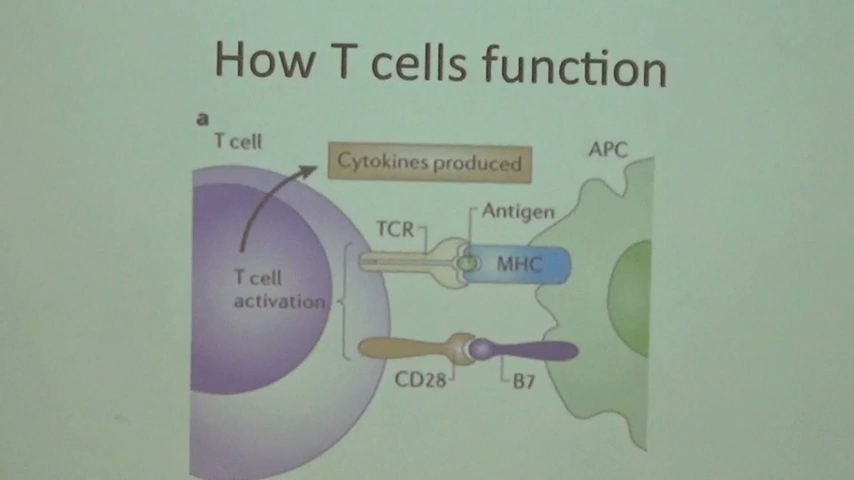 How T cells function
a
T cell
Cytokines produced
APC
Antigen
TCR
MHC
T cell
activation
CD28
B7